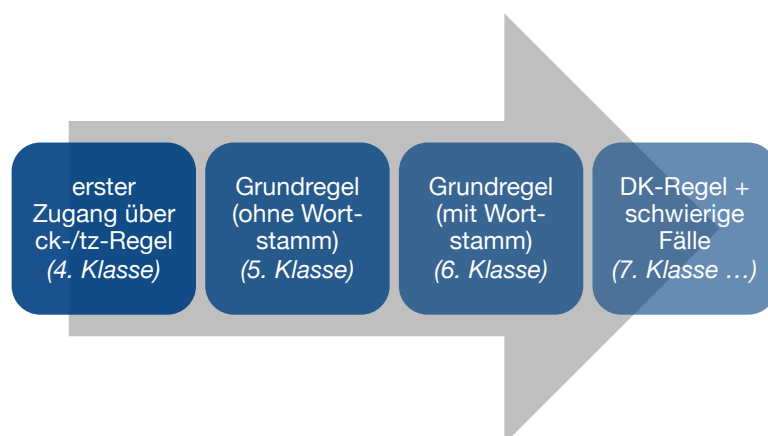 erster
Zugang über
ck-/tz-Regel
(4. Klasse)
Grundregel
(ohne Wort-
stamm)
(5. Klasse)
Grundregel
(mit Wort-
stamm)
(6. Klasse)
DK-Regel +
schwierige
Fälle
(7. Klasse ...)